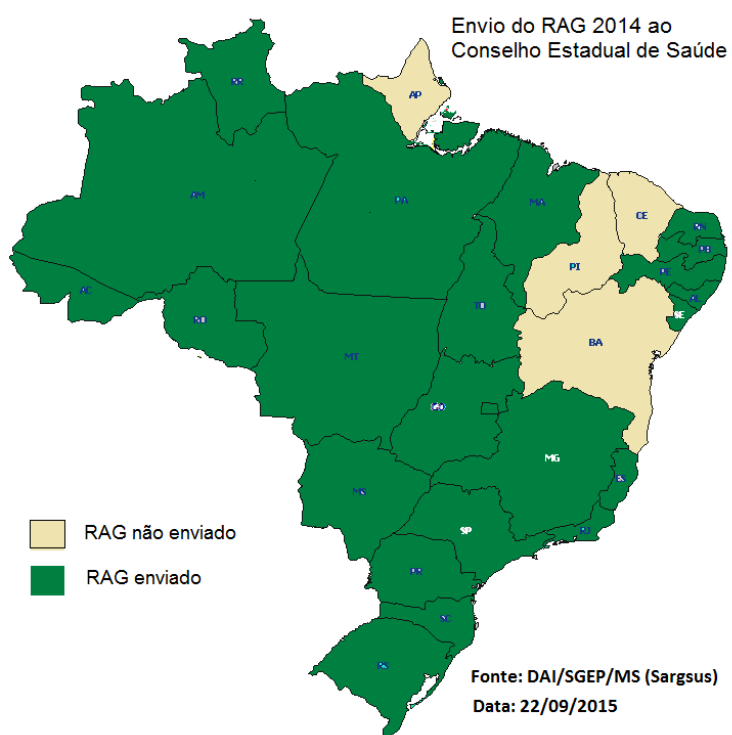 Envio do RAG 2014 ao
Conselho Estadual de Saúde
RR
AP
AM
PA
MA
CE
RN
PB
PI
PE
AC
AL
TO
SE
RO
BA
MT
GO
MG
MS
ES
SP
RJ
RAG não enviado
PR
RAG enviado
SC
RS
Fonte: DAI/SGEP/MS (Sargsus)
Data: 22/09/2015